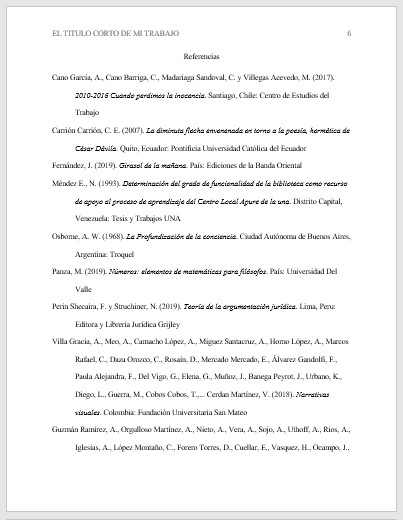 EL TITULO CORTO DE MI TRABAJO 6
Referencias
Cano García, A., Cano Barriga, C., Madariaga Sandoval, C. y Villegas Acevedo, M. (2017).
2010-2016 Cuando perdimos la inocencia. Santiago, Chile: Centro de Estudios del
Trabajo
Carrión Carrión, C. E. (2007). La diminuta flecha envenenada en torno a la poesía, hermética de
César Dávila. Quito, Ecuador: Pontificia Universidad Católica del Ecuador
Fernández, J. (2019). Girasol de la mañana. País: Ediciones de la Banda Oriental
Méndez E., N. (1993). Determinación del grado de funcionalidad de la biblioteca como recurso
de apoyo al proceso de aprendizaje del Centro Local Apure de la una. Distrito Capital,
Venezuela: Tesis y Trabajos UNA
Osborne, A. W. (1968). La Profundización de la conciencia. Ciudad Autónoma de Buenos Aires,
Argentina: Troquel
Panza, M. (2019). Números: elementos de matemáticas para filósofos. País: Universidad Del
Valle
Perin Shecaira, F. y Struchiner, N. (2019). Teoría de la argumentación jurídica. Lima, Peru:
Editora y Librería Jurídica Grijley
Villa Gracia, A., Meo, A., Camacho López, A., Miguez Santacruz, A., Horno López, A., Marcos
Rafael, C., Daza Orozco, C., Rosain, D., Mercado Mercado, E., Álvarez Gandolfi, F.,
Paula Alejandra, F., Del Vigo, G., Elena, G., Muñoz, J., Banega Peyrot, J., Urbano, K.,
Diego, L., Guerra, M., Cobos Cobos, T.,... Cerdan Martínez, V. (2018). Narrativas
visuales. Colombia: Fundación Universitaria San Mateo
Guzmán Ramírez, A., Orgulloso Martínez, A., Nieto, A., Vera, A., Sojo, A., Uthoff, A., Ríos, A.,
Iglesias, A., López Montaño, C., Forero Torres, D., Cuellar, E., Vasquez, H., Ocampo, J.,